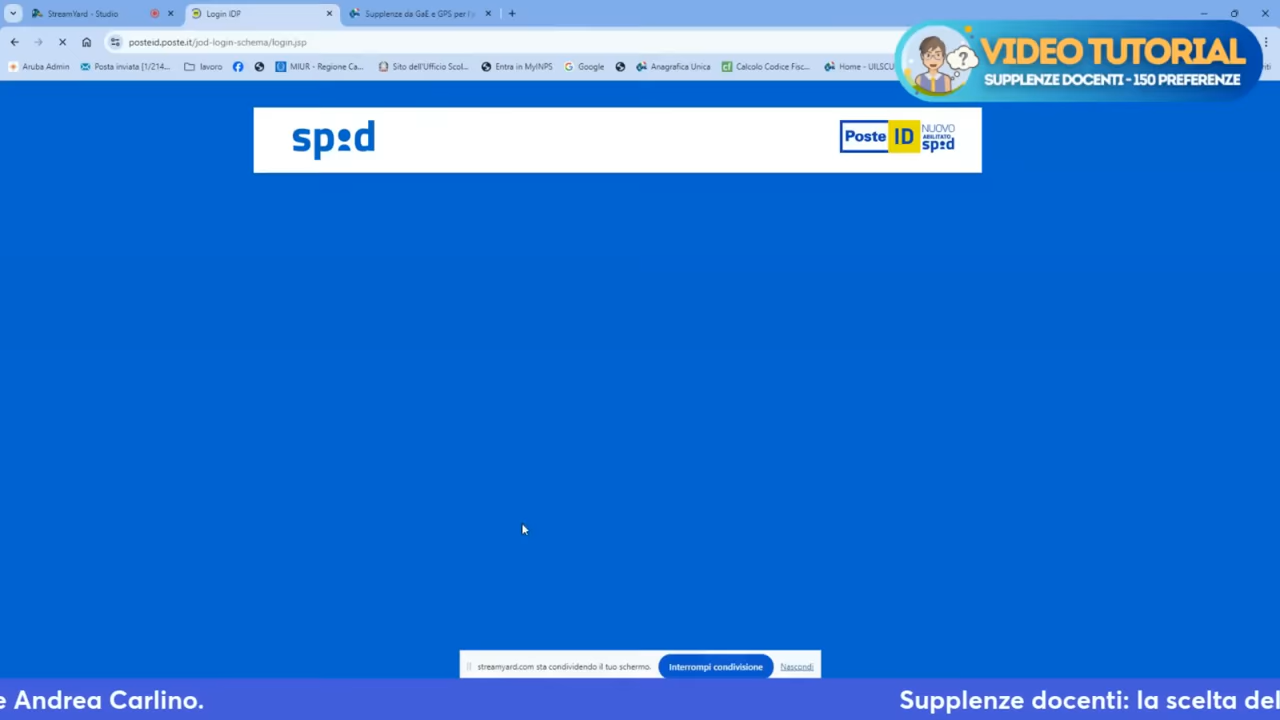 StreamYard - Studio
Login IDP
Supplenze da GaE e GPS per l'
posteid.poste.it/jod-login-schema/login.jsp
Aruba Admin
Posta inviata [1/214...
lavoro
MIUR - Regione Ca...
Sito dell'Ufficio Scol...
Entra in MyINPS
Google
Anagrafica Unica
Calcolo Codice Fisc...
Home - UILSCU
VIDEO TUTORIAL
SUPPLENZE DOCENTI - 150 PREFERENZE
spid
Poste ID
NUOVO
ABILITATO
spid
streamyard.com sta condividendo il tuo schermo.
Interrompi condivisione
Nascondi
e Andrea Carlino.
Supplenze docenti: la scelta del